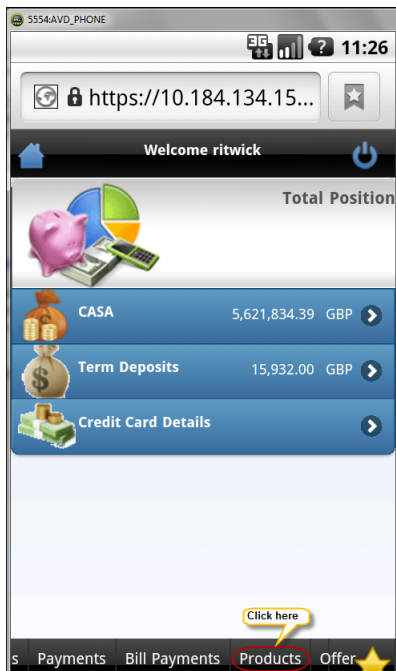 5554:AVD_PHONE
3G 11:26
https://10.184.134.15...
Welcome ritwick
Total Position
CASA 5,621,834.39 GBP
Term Deposits 15,932.00 GBP
Credit Card Details
Click here
s Payments Bill Payments Products Offer